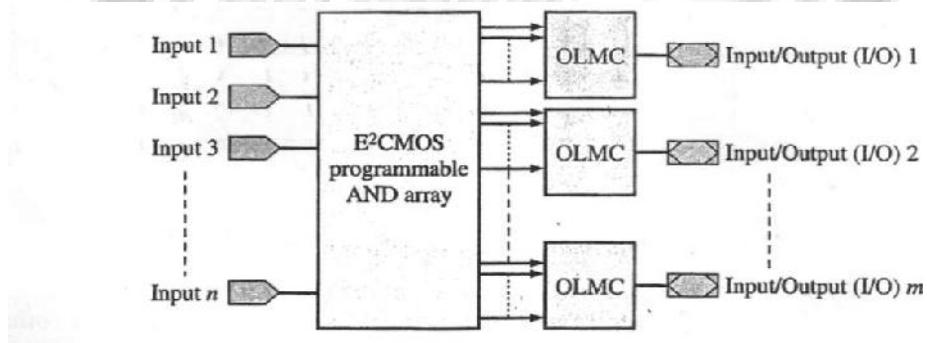 Input 1
Input 2
Input 3
Input n
E²CMOS
programmable
AND array
OLMC
Input/Output (I/O) 1
OLMC
Input/Output (I/O) 2
OLMC
Input/Output (I/O) m